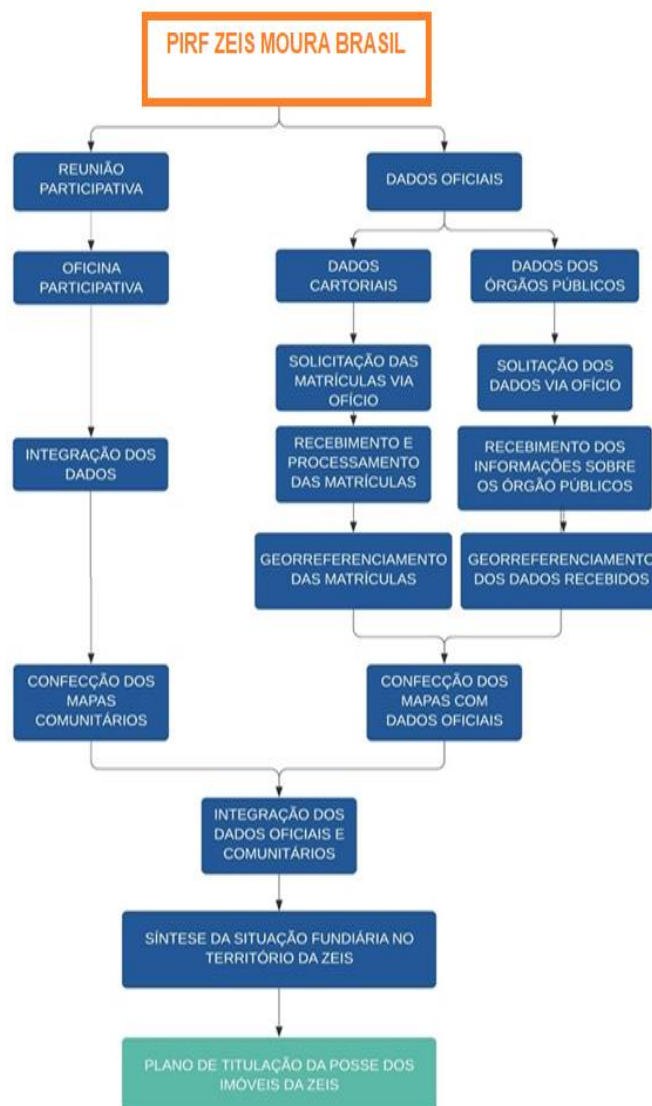 PIRF ZEIS MOURA BRASIL
REUNIÃO
PARTICIPATIVA
DADOS OFICIAIS
OFICINA
PARTICIPATIVA
DADOS
CARTORIAIS
DADOS DOS
ÓRGÃOS PÚBLICOS
SOLICITAÇÃO DAS
MATRÍCULAS VIA
OFÍCIO
SOLITAÇÃO DOS
DADOS VIA OFÍCIO
INTEGRAÇÃO DOS
DADOS
RECEBIMENTO E
PROCESSAMENTO
DAS MATRÍCULAS
RECEBIMENTO DOS
INFORMAÇÕES SOBRE
OS ÓRGÃO PÚBLICOS
GEORREFERENCIAMENTO
DAS MATRÍCULAS
GEORREFERENCIAMENTO
DOS DADOS RECEBIDOS
CONFECÇÃO DOS
MAPAS
COMUNITÁRIOS
CONFECÇÃO DOS
MAPAS COM
DADOS OFICIAIS
INTEGRAÇÃO DOS
DADOS OFICIAIS E
COMUNITÁRIOS
SÍNTESE DA SITUAÇÃO FUNDIÁRIA NO
TERRITÓRIO DA ZEIS
PLANO DE TITULAÇÃO DA POSSE DOS
IMÓVEIS DA ZEIS